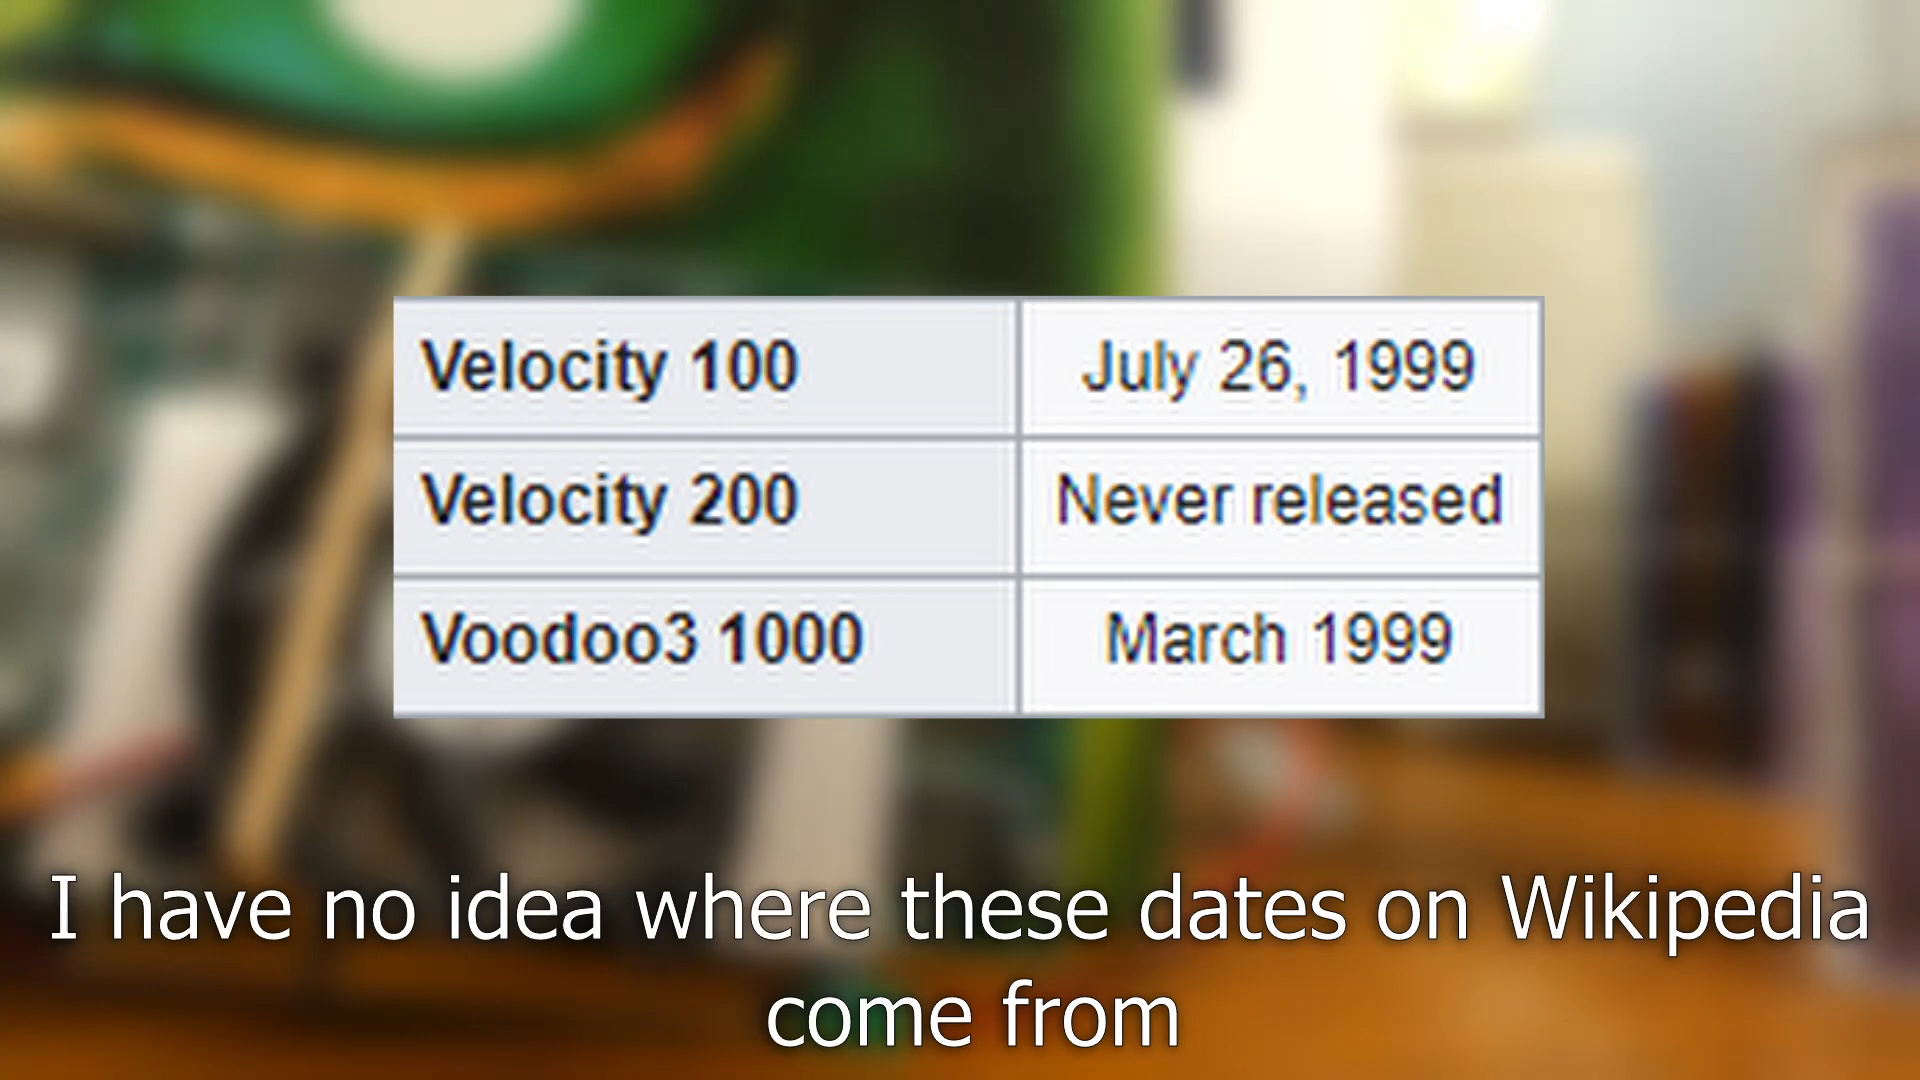 Velocity 100 July 26, 1999
Velocity 200 Never released
Voodoo3 1000 March 1999
I have no idea where these dates on Wikipedia
come from